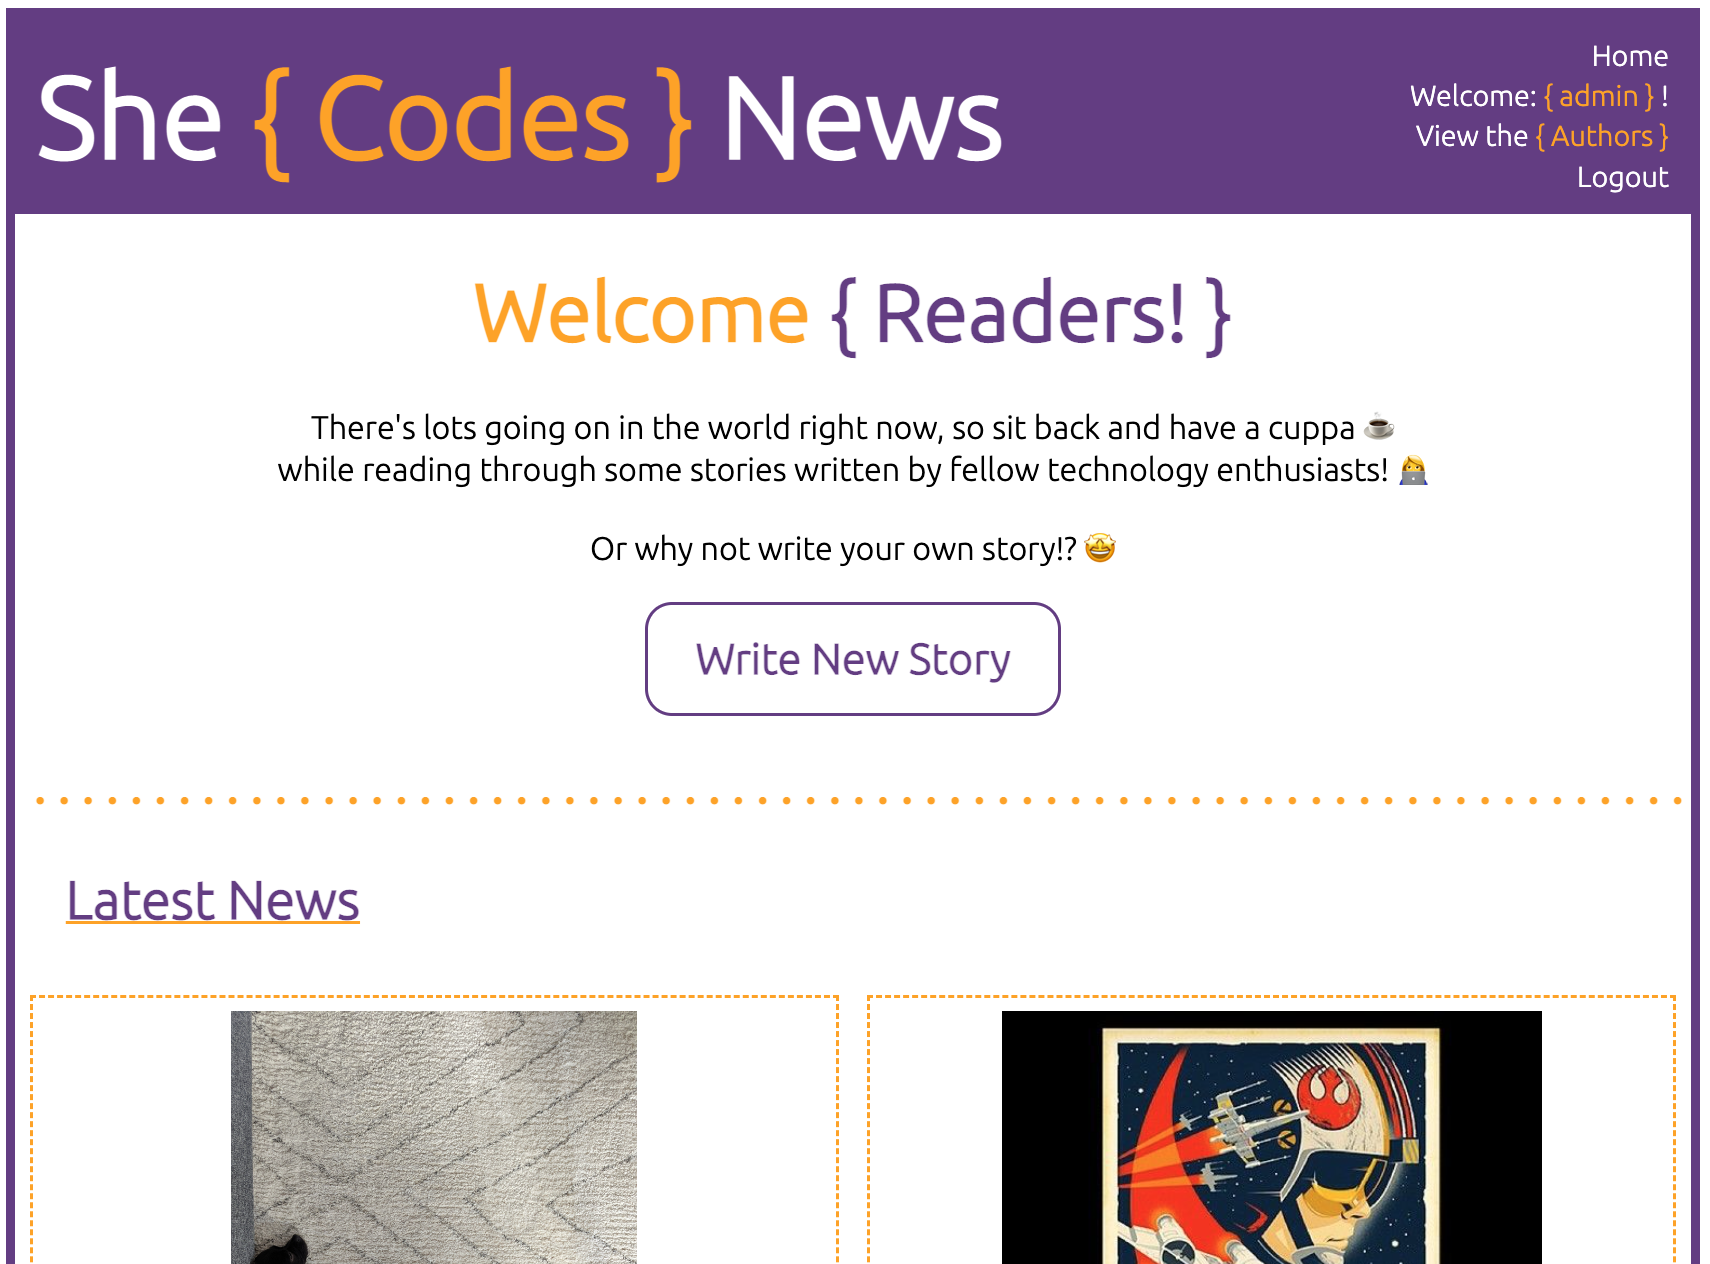 She { Codes } News
Home
Welcome: { admin } !
View the { Authors }
Logout
Welcome { Readers! }
There's lots going on in the world right now, so sit back and have a cuppa ☕
while reading through some stories written by fellow technology enthusiasts! 👩‍💻
Or why not write your own story!? 🤩
Write New Story
Latest News